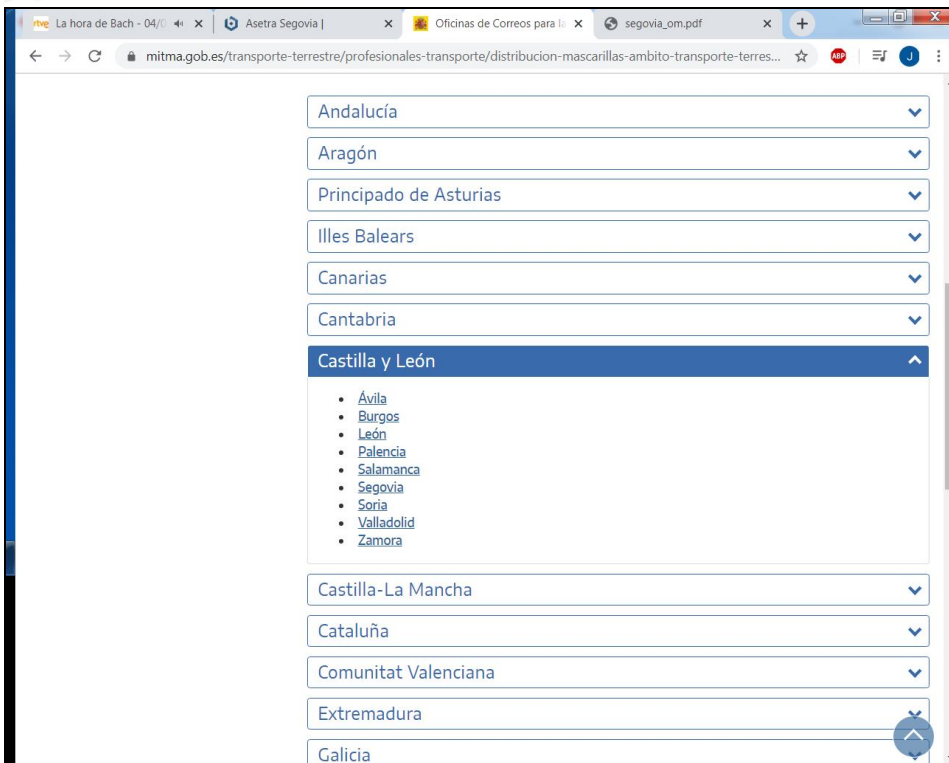 rtve La hora de Bach - 04/0
Asetra Segovia |
Oficinas de Correos para la
segovia_om.pdf
mitma.gob.es/transporte-terrestre/profesionales-transporte/distribucion-mascarillas-ambito-transporte-terres...
ABP
J
Andalucía
Aragón
Principado de Asturias
Illes Balears
Canarias
Cantabria
Castilla y León
Ávila
Burgos
León
Palencia
Salamanca
Segovia
Soria
Valladolid
Zamora
Castilla-La Mancha
Cataluña
Comunitat Valenciana
Extremadura
Galicia